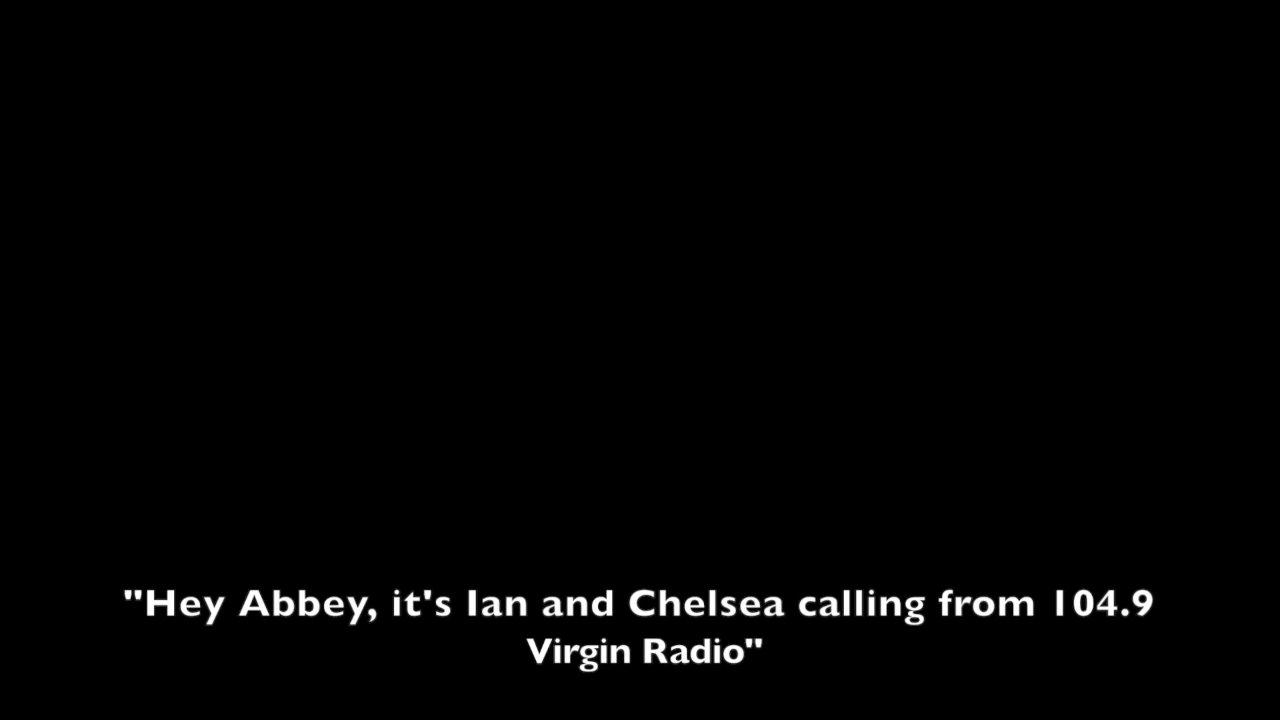 "Hey Abbey, it's Ian and Chelsea calling from 104.9
Virgin Radio"